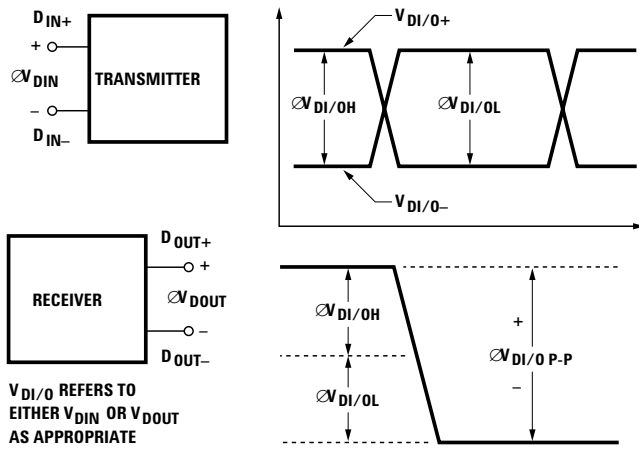 D IN+
+
∅V DIN
TRANSMITTER
–
D IN–
V DI/O+
∅V DI/OH
∅V DI/OL
V DI/O–
D OUT+
+
RECEIVER
∅V DOUT
–
D OUT–
V DI/O REFERS TO
EITHER V DIN OR V DOUT
AS APPROPRIATE
∅V DI/OH
+
∅V DI/O P-P
–
∅V DI/OL